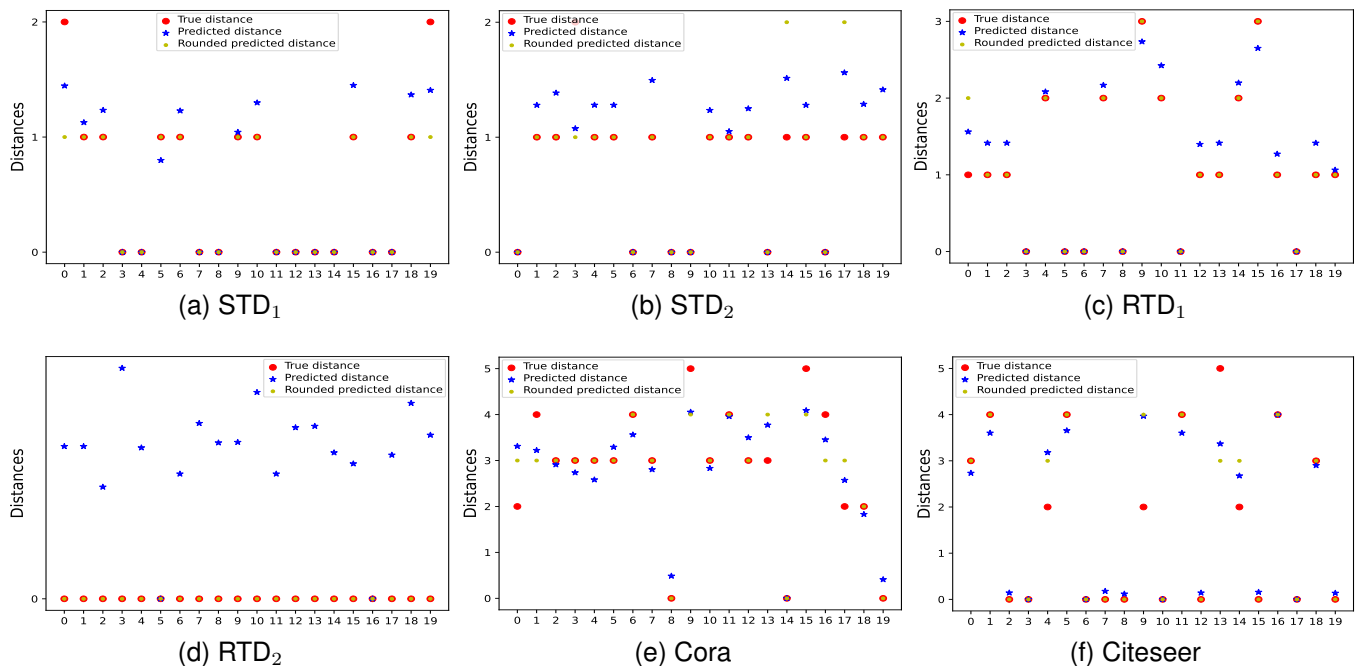 2
1
0
Distances
True distance
Predicted distance
Rounded predicted distance
0 1 2 3 4 5 6 7 8 9 10 11 12 13 14 15 16 17 18 19
(a) STD₁
2
1
0
Distances
True distance
Predicted distance
Rounded predicted distance
0 1 2 3 4 5 6 7 8 9 10 11 12 13 14 15 16 17 18 19
(b) STD₂
3
2
1
0
Distances
True distance
Predicted distance
Rounded predicted distance
0 1 2 3 4 5 6 7 8 9 10 11 12 13 14 15 16 17 18 19
(c) RTD₁
0
Distances
True distance
Predicted distance
Rounded predicted distance
0 1 2 3 4 5 6 7 8 9 10 11 12 13 14 15 16 17 18 19
(d) RTD₂
5
4
3
2
1
0
Distances
True distance
Predicted distance
Rounded predicted distance
0 1 2 3 4 5 6 7 8 9 10 11 12 13 14 15 16 17 18 19
(e) Cora
5
4
3
2
1
0
Distances
True distance
Predicted distance
Rounded predicted distance
0 1 2 3 4 5 6 7 8 9 10 11 12 13 14 15 16 17 18 19
(f) Citeseer